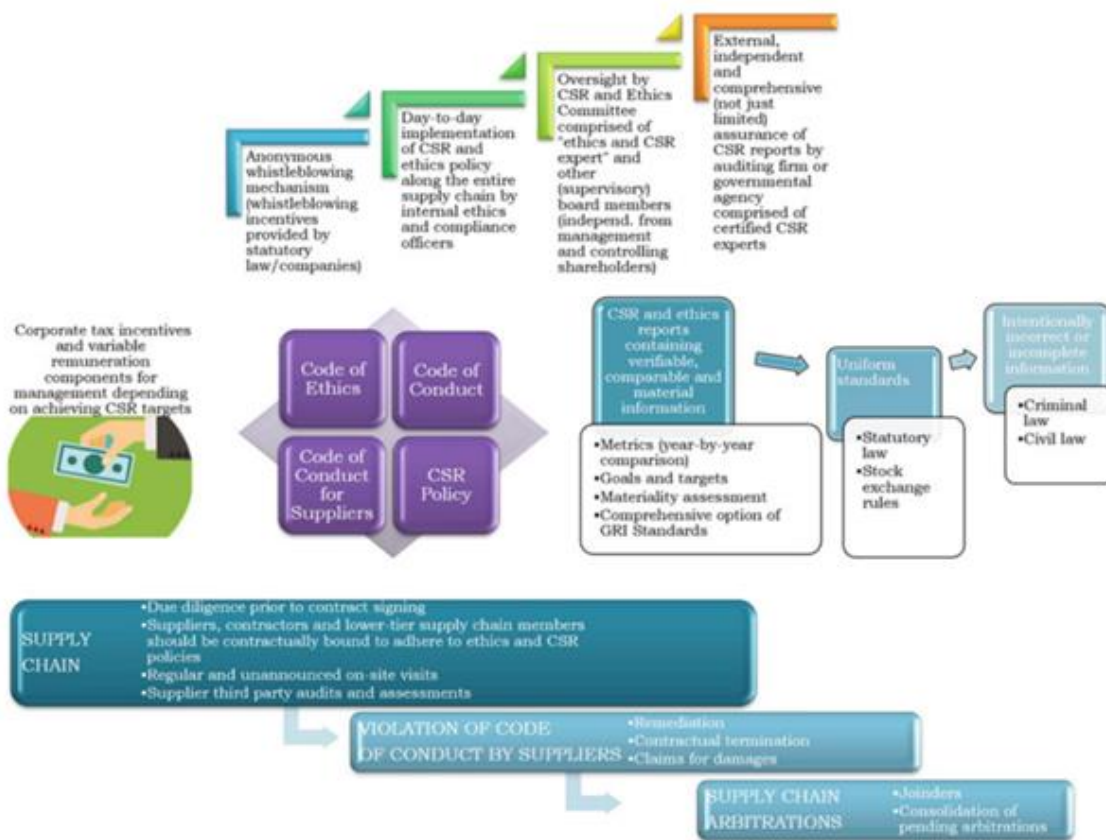 Anonymous
whistleblowing
mechanism
(whistleblowing
incentives
provided by
statutory
law/companies)
Day-to-day
implementation
of CSR and
ethics policy
along the entire
supply chain by
internal ethics
and compliance
officers
Oversight by
CSR and Ethics
Committee
comprised of
"ethics and CSR
expert" and
other
(supervisory)
board members
(independ. from
management
and controlling
shareholders)
External,
independent
and
comprehensive
(not just
limited)
assurance of
CSR reports by
auditing firm or
governmental
agency
comprised of
certified CSR
experts
Corporate tax incentives
and variable
remuneration
components for
management depending
on achieving CSR targets
Code of
Ethics
Code of
Conduct
Code of
Conduct
for
Suppliers
CSR
Policy
CSR and ethics
reports
containing
verifiable,
comparable and
material
information
•Metrics (year-by-year
comparison)
•Goals and targets
•Materiality assessment
•Comprehensive option of
GRI Standards
Uniform
standards
•Statutory
law
•Stock
exchange
rules
Intentionally
incorrect or
incomplete
information
•Criminal
law
•Civil law
SUPPLY
CHAIN
•Due diligence prior to contract signing
•Suppliers, contractors and lower-tier supply chain members
should be contractually bound to adhere to ethics and CSR
policies
•Regular and unannounced on-site visits
•Supplier third party audits and assessments
VIOLATION OF CODE
OF CONDUCT BY SUPPLIERS
•Remediation
•Contractual termination
•Claims for damages
SUPPLY CHAIN
ARBITRATIONS
•Joinders
•Consolidation of
pending arbitrations